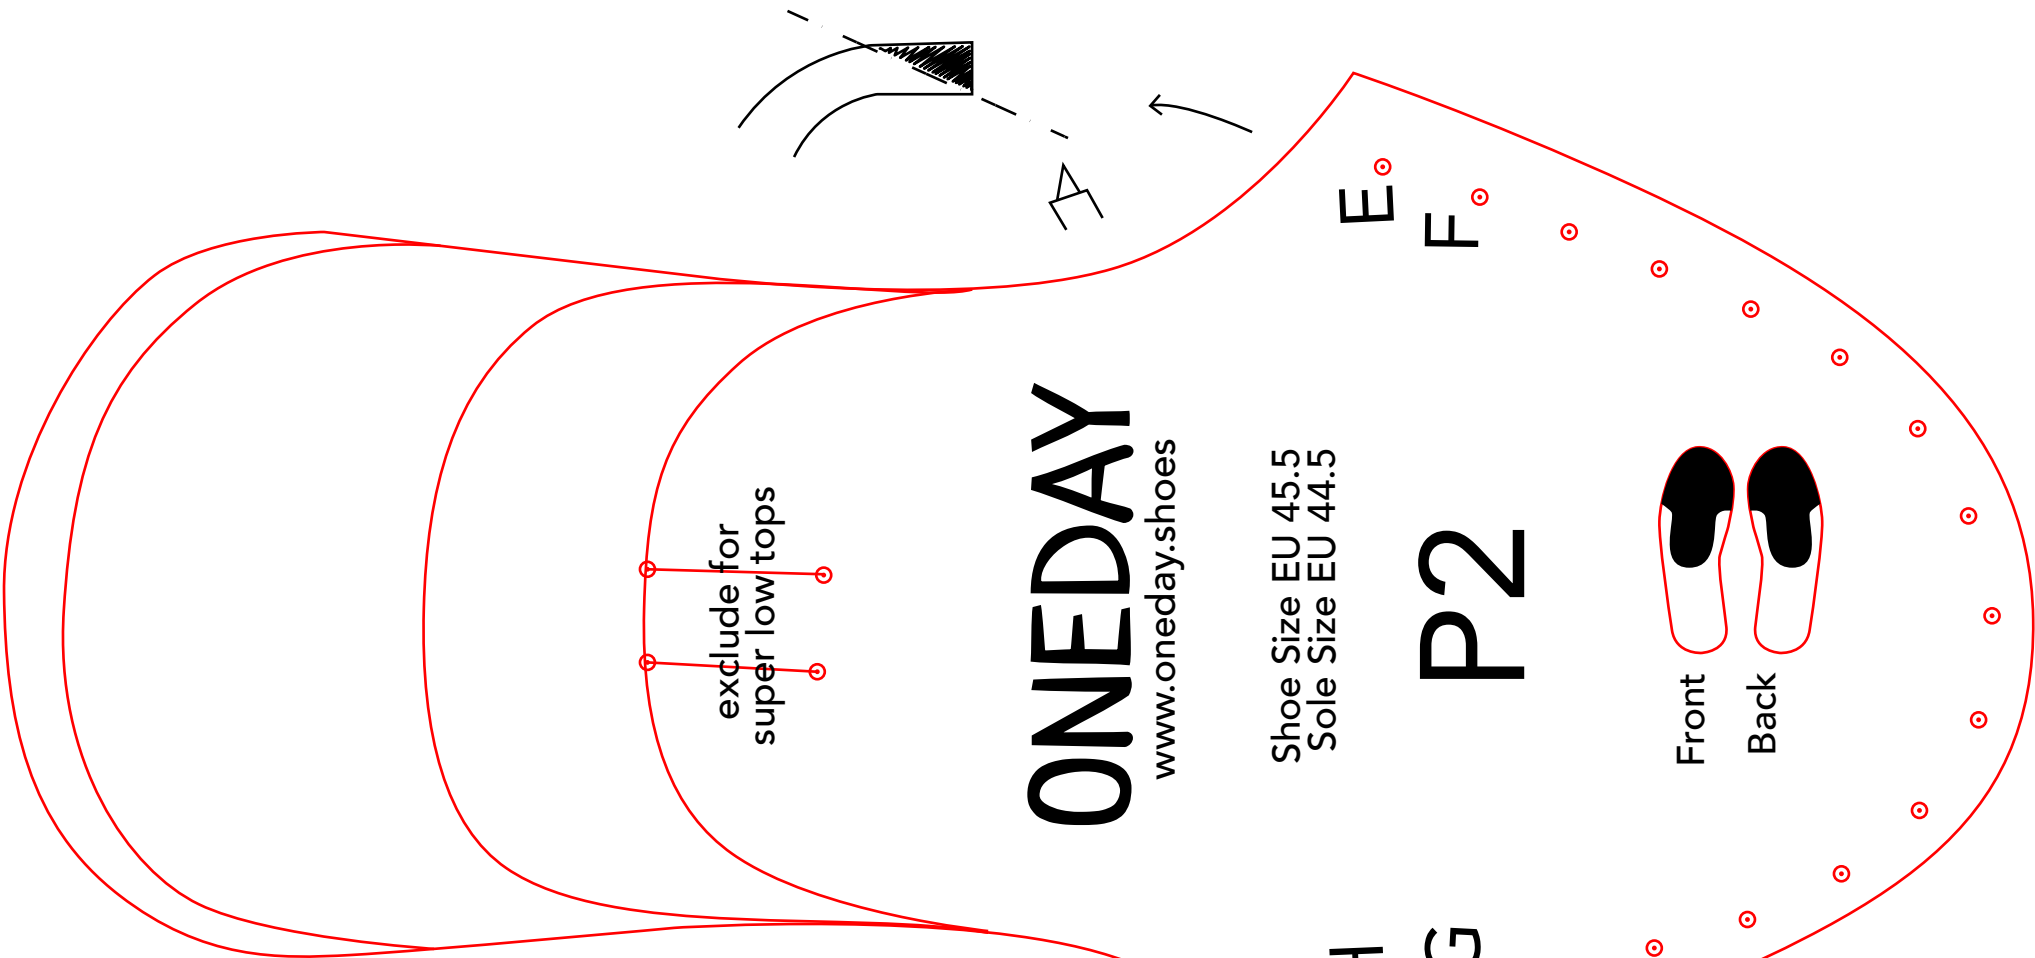 E
F
exclude for
super low tops
ONEDAY
www.oneday.shoes
Shoe Size EU 45.5
Sole Size EU 44.5
P2
Front
Back
G